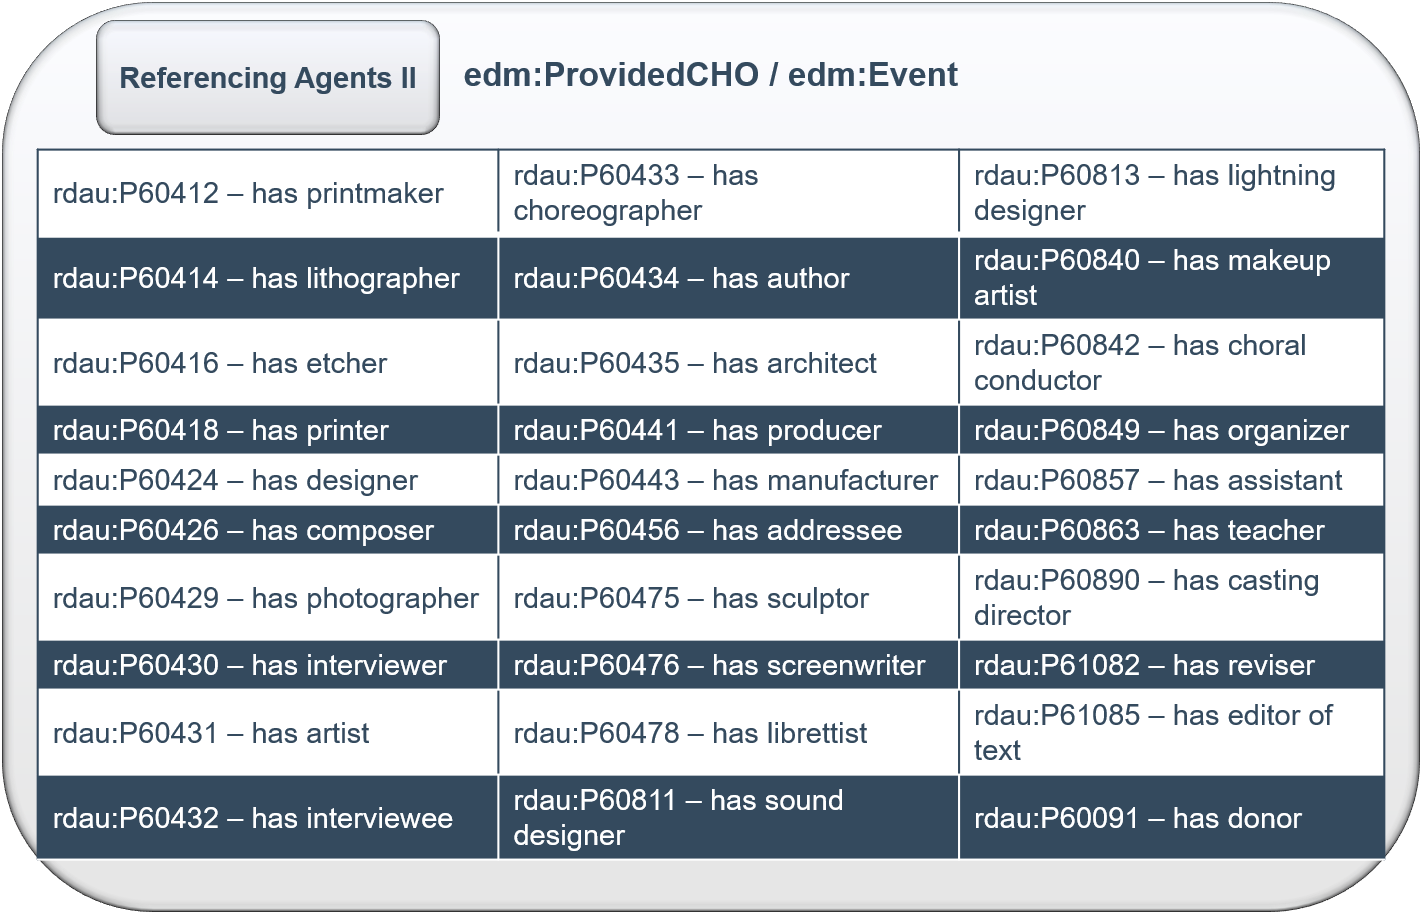 Referencing Agents II
edm:ProvidedCHO / edm:Event
rdau:P60412 – has printmaker
rdau:P60433 – has
choreographer
rdau:P60813 – has lightning
designer
rdau:P60414 – has lithographer
rdau:P60434 – has author
rdau:P60840 – has makeup
artist
rdau:P60416 – has etcher
rdau:P60435 – has architect
rdau:P60842 – has choral
conductor
rdau:P60418 – has printer
rdau:P60441 – has producer
rdau:P60849 – has organizer
rdau:P60424 – has designer
rdau:P60443 – has manufacturer
rdau:P60857 – has assistant
rdau:P60426 – has composer
rdau:P60456 – has addressee
rdau:P60863 – has teacher
rdau:P60429 – has photographer
rdau:P60475 – has sculptor
rdau:P60890 – has casting
director
rdau:P60430 – has interviewer
rdau:P60476 – has screenwriter
rdau:P61082 – has reviser
rdau:P60431 – has artist
rdau:P60478 – has librettist
rdau:P61085 – has editor of
text
rdau:P60432 – has interviewee
rdau:P60811 – has sound
designer
rdau:P60091 – has donor